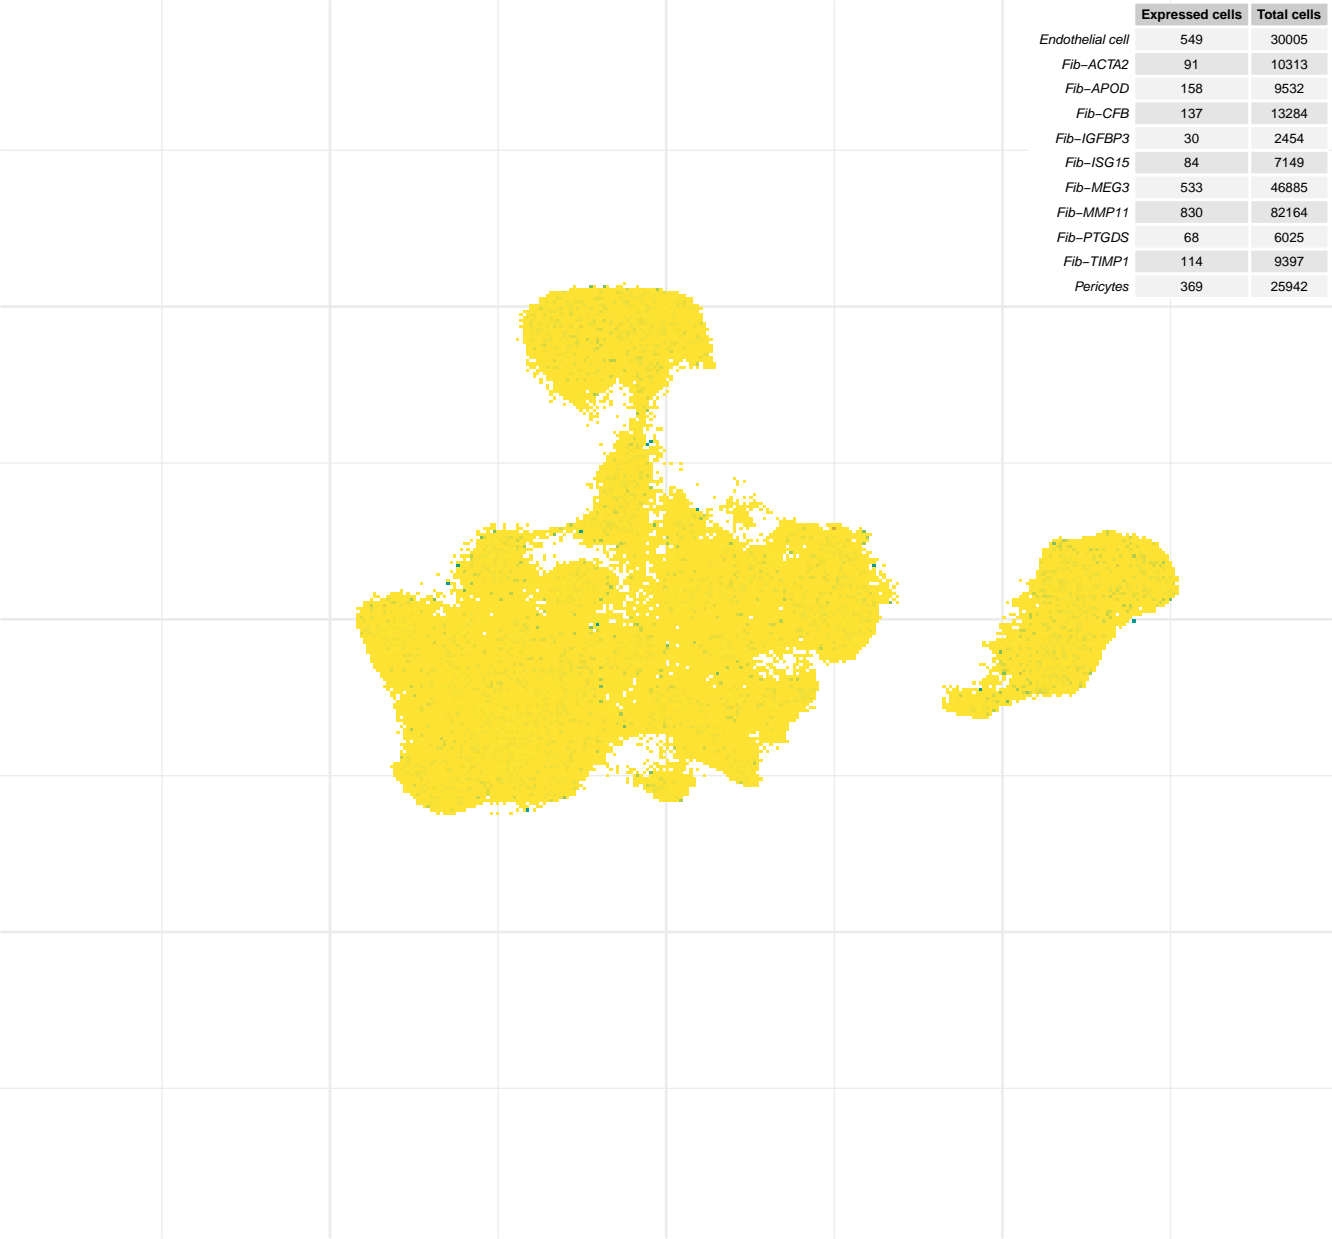 Expressed cells Total cells
Endothelial cell 549 30005
Fib−ACTA2 91 10313
Fib−APOD 158 9532
Fib−CFB 137 13284
Fib−IGFBP3 30 2454
Fib−ISG15 84 7149
Fib−MEG3 533 46885
Fib−MMP11 830 82164
Fib−PTGDS 68 6025
Fib−TIMP1 114 9397
Pericytes 369 25942